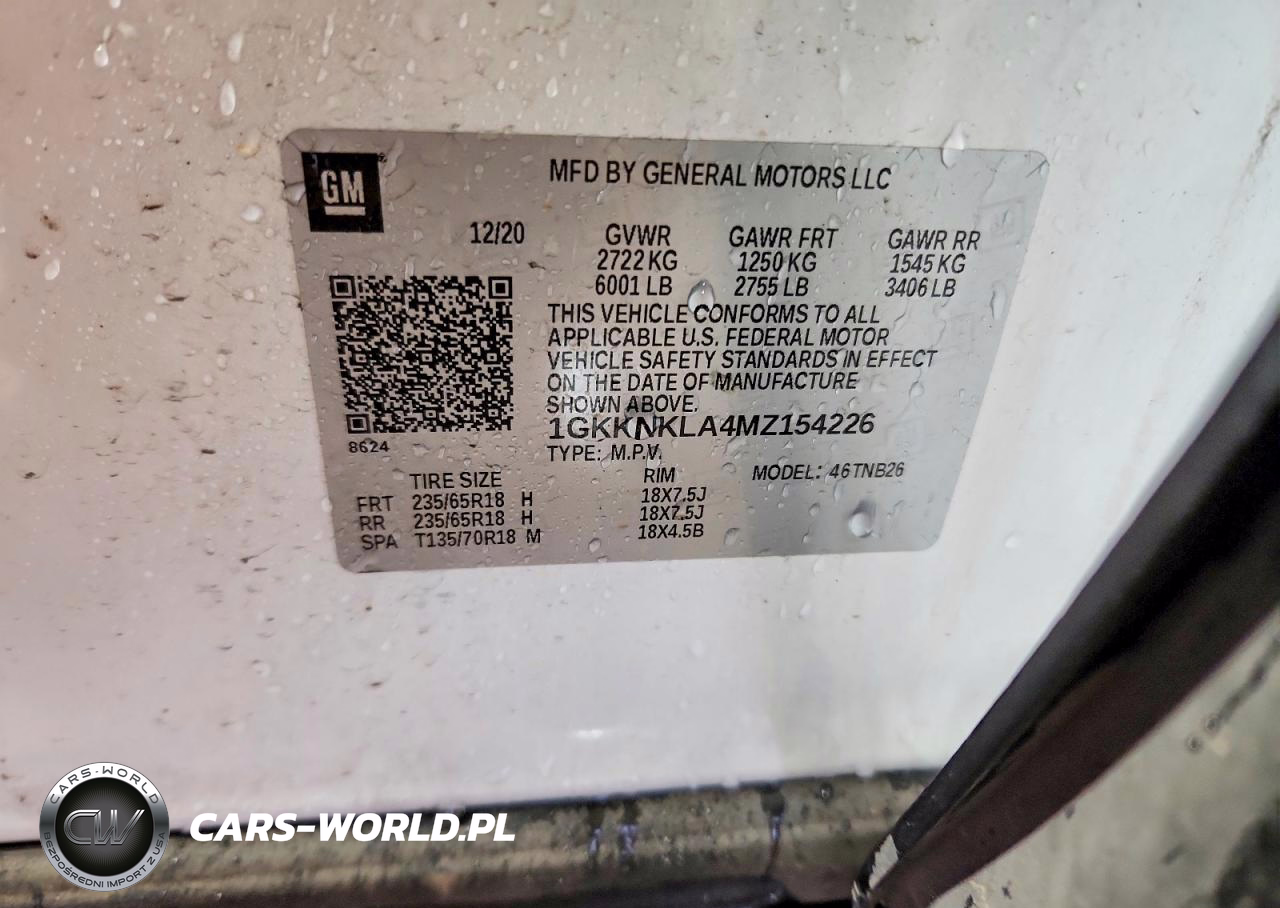 GM
MFD BY GENERAL MOTORS LLC
12/20 GVWR GAWR FRT GAWR RR
2722 KG 1250 KG 1545 KG
6001 LB 2755 LB 3406 LB
THIS VEHICLE CONFORMS TO ALL
APPLICABLE U.S. FEDERAL MOTOR
VEHICLE SAFETY STANDARDS IN EFFECT
ON THE DATE OF MANUFACTURE
SHOWN ABOVE.
1GKKNKLA4MZ154226
8624
TYPE: M.P.V.
TIRE SIZE RIM MODEL: 46TNB26
FRT 235/65R18 H 18X7.5J
RR 235/65R18 H 18X7.5J
SPA T135/70R18 M 18X4.5B
CARS-WORLD
CW
BEZPOŚREDNI IMPORT Z USA
CARS-WORLD.PL